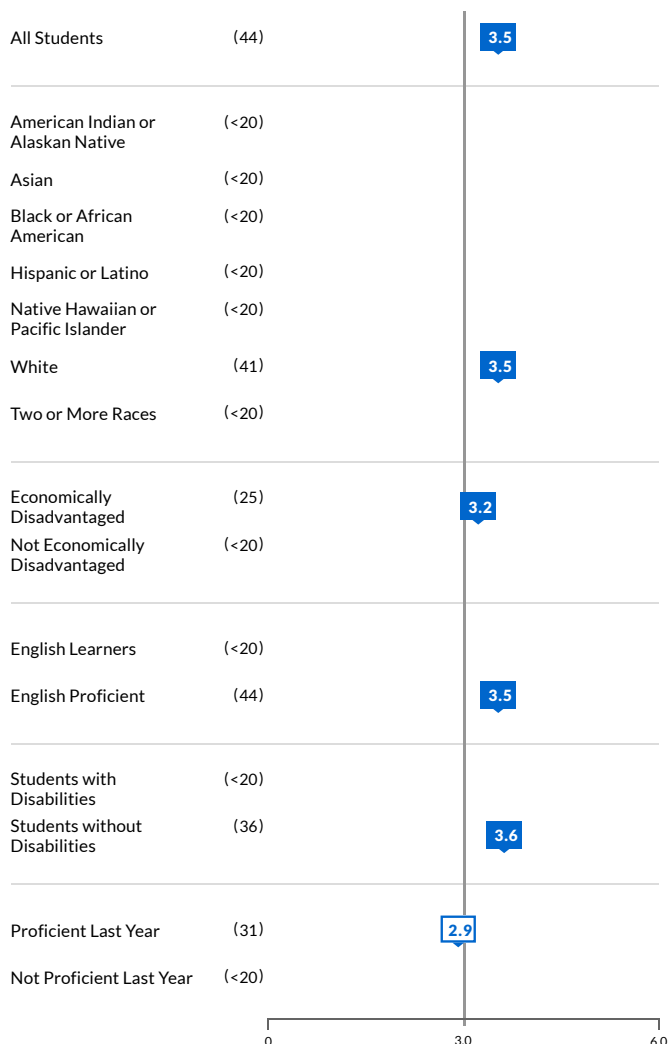 All Students (44) 3.5
American Indian or (<20)
Alaskan Native
Asian (<20)
Black or African (<20)
American
Hispanic or Latino (<20)
Native Hawaiian or (<20)
Pacific Islander
White (41) 3.5
Two or More Races (<20)
Economically (25) 3.2
Disadvantaged
Not Economically (<20)
Disadvantaged
English Learners (<20)
English Proficient (44) 3.5
Students with (<20)
Disabilities
Students without (36) 3.6
Disabilities
Proficient Last Year (31) 2.9
Not Proficient Last Year (<20)
0 3.0 6.0